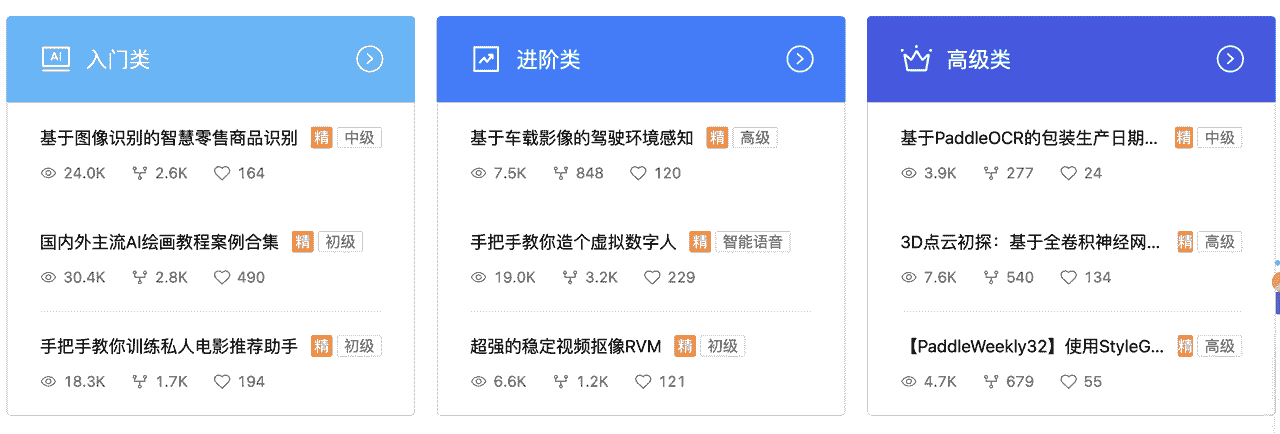 AI 入门类
基于图像识别的智慧零售商品识别 精 中级
24.0K 2.6K 164
国内外主流AI绘画教程案例合集 精 初级
30.4K 2.8K 490
手把手教你训练私人电影推荐助手 精 初级
18.3K 1.7K 194
进阶类
基于车载影像的驾驶环境感知 精 高级
7.5K 848 120
手把手教你造个虚拟数字人 精 智能语音
19.0K 3.2K 229
超强的稳定视频抠像RVM 精 初级
6.6K 1.2K 121
高级类
基于PaddleOCR的包装生产日期... 精 中级
3.9K 277 24
3D点云初探：基于全卷积神经网... 精 高级
7.6K 540 134
【PaddleWeekly32】使用StyleG... 精 高级
4.7K 679 55